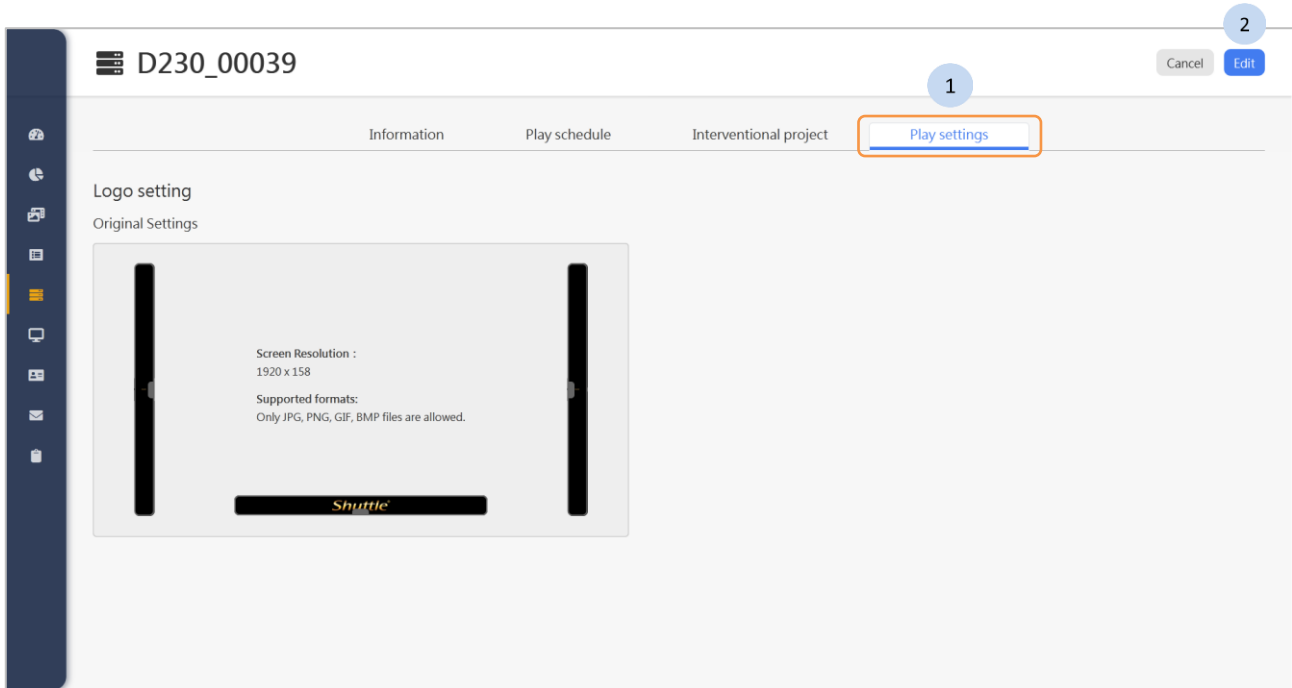 2
D230_00039
Cancel
Edit
1
Information
Play schedule
Interventional project
Play settings
Logo setting
Original Settings
Screen Resolution :
1920 x 158
Supported formats:
Only JPG, PNG, GIF, BMP files are allowed.
Shuttle